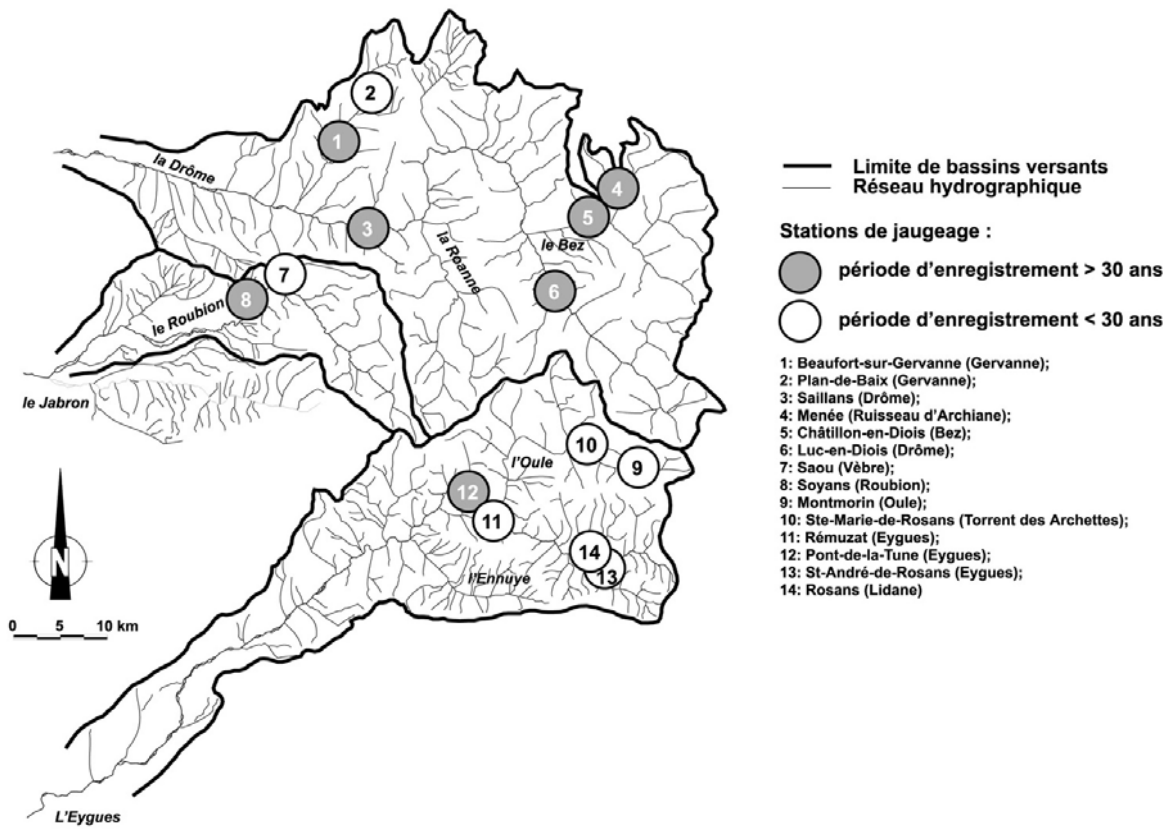 2
1
la Drôme
4
5
3
le Bez
la Roanne
7
6
8
le Roubion
le Jabron
10
l'Oule
9
12
11
14
13
l'Ennuye
N
0 5 10 km
L'Eygues
Limite de bassins versants
Réseau hydrographique
Stations de jaugeage :
période d'enregistrement > 30 ans
période d'enregistrement < 30 ans
1: Beaufort-sur-Gervanne (Gervanne);
2: Plan-de-Baix (Gervanne);
3: Saillans (Drôme);
4: Menée (Ruisseau d'Archiane);
5: Châtillon-en-Diois (Bez);
6: Luc-en-Diois (Drôme);
7: Saou (Vèbre);
8: Soyans (Roubion);
9: Montmorin (Oule);
10: Ste-Marie-de-Rosans (Torrent des Archettes);
11: Rémuzat (Eygues);
12: Pont-de-la-Tune (Eygues);
13: St-André-de-Rosans (Eygues);
14: Rosans (Lidane)